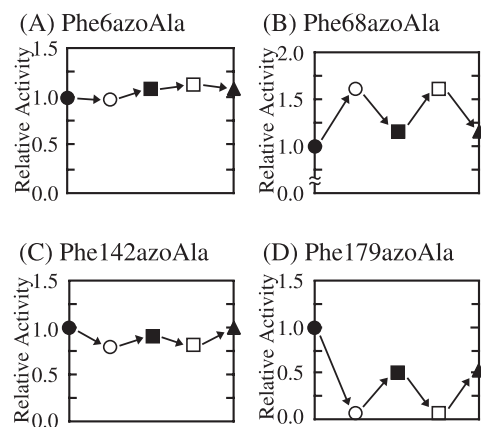 (A) Phe6azoAla
Relative Activity
1.5
1.0
0.5
0.0
(B) Phe68azoAla
Relative Activity
2.0
1.5
1.0
0.0
(C) Phe142azoAla
Relative Activity
1.5
1.0
0.5
0.0
(D) Phe179azoAla
Relative Activity
1.5
1.0
0.5
0.0